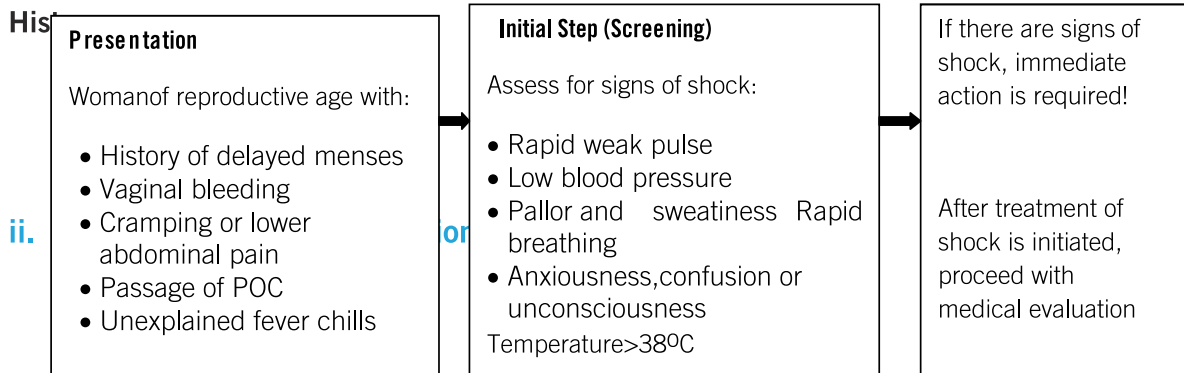 His
Presentation
Womanof reproductive age with:
• History of delayed menses
• Vaginal bleeding
• Cramping or lower
abdominal pain
• Passage of POC
• Unexplained fever chills
ii.
Initial Step (Screening)
Assess for signs of shock:
• Rapid weak pulse
• Low blood pressure
• Pallor and sweatiness Rapid
breathing
• Anxiousness,confusion or
unconsciousness
Temperature>38⁰C
If there are signs of
shock, immediate
action is required!
After treatment of
shock is initiated,
proceed with
medical evaluation